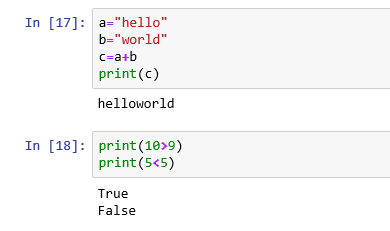 In [17]: a="hello"
b="world"
c=a+b
print(c)
helloworld
In [18]: print(10>9)
print(5<5)
True
False